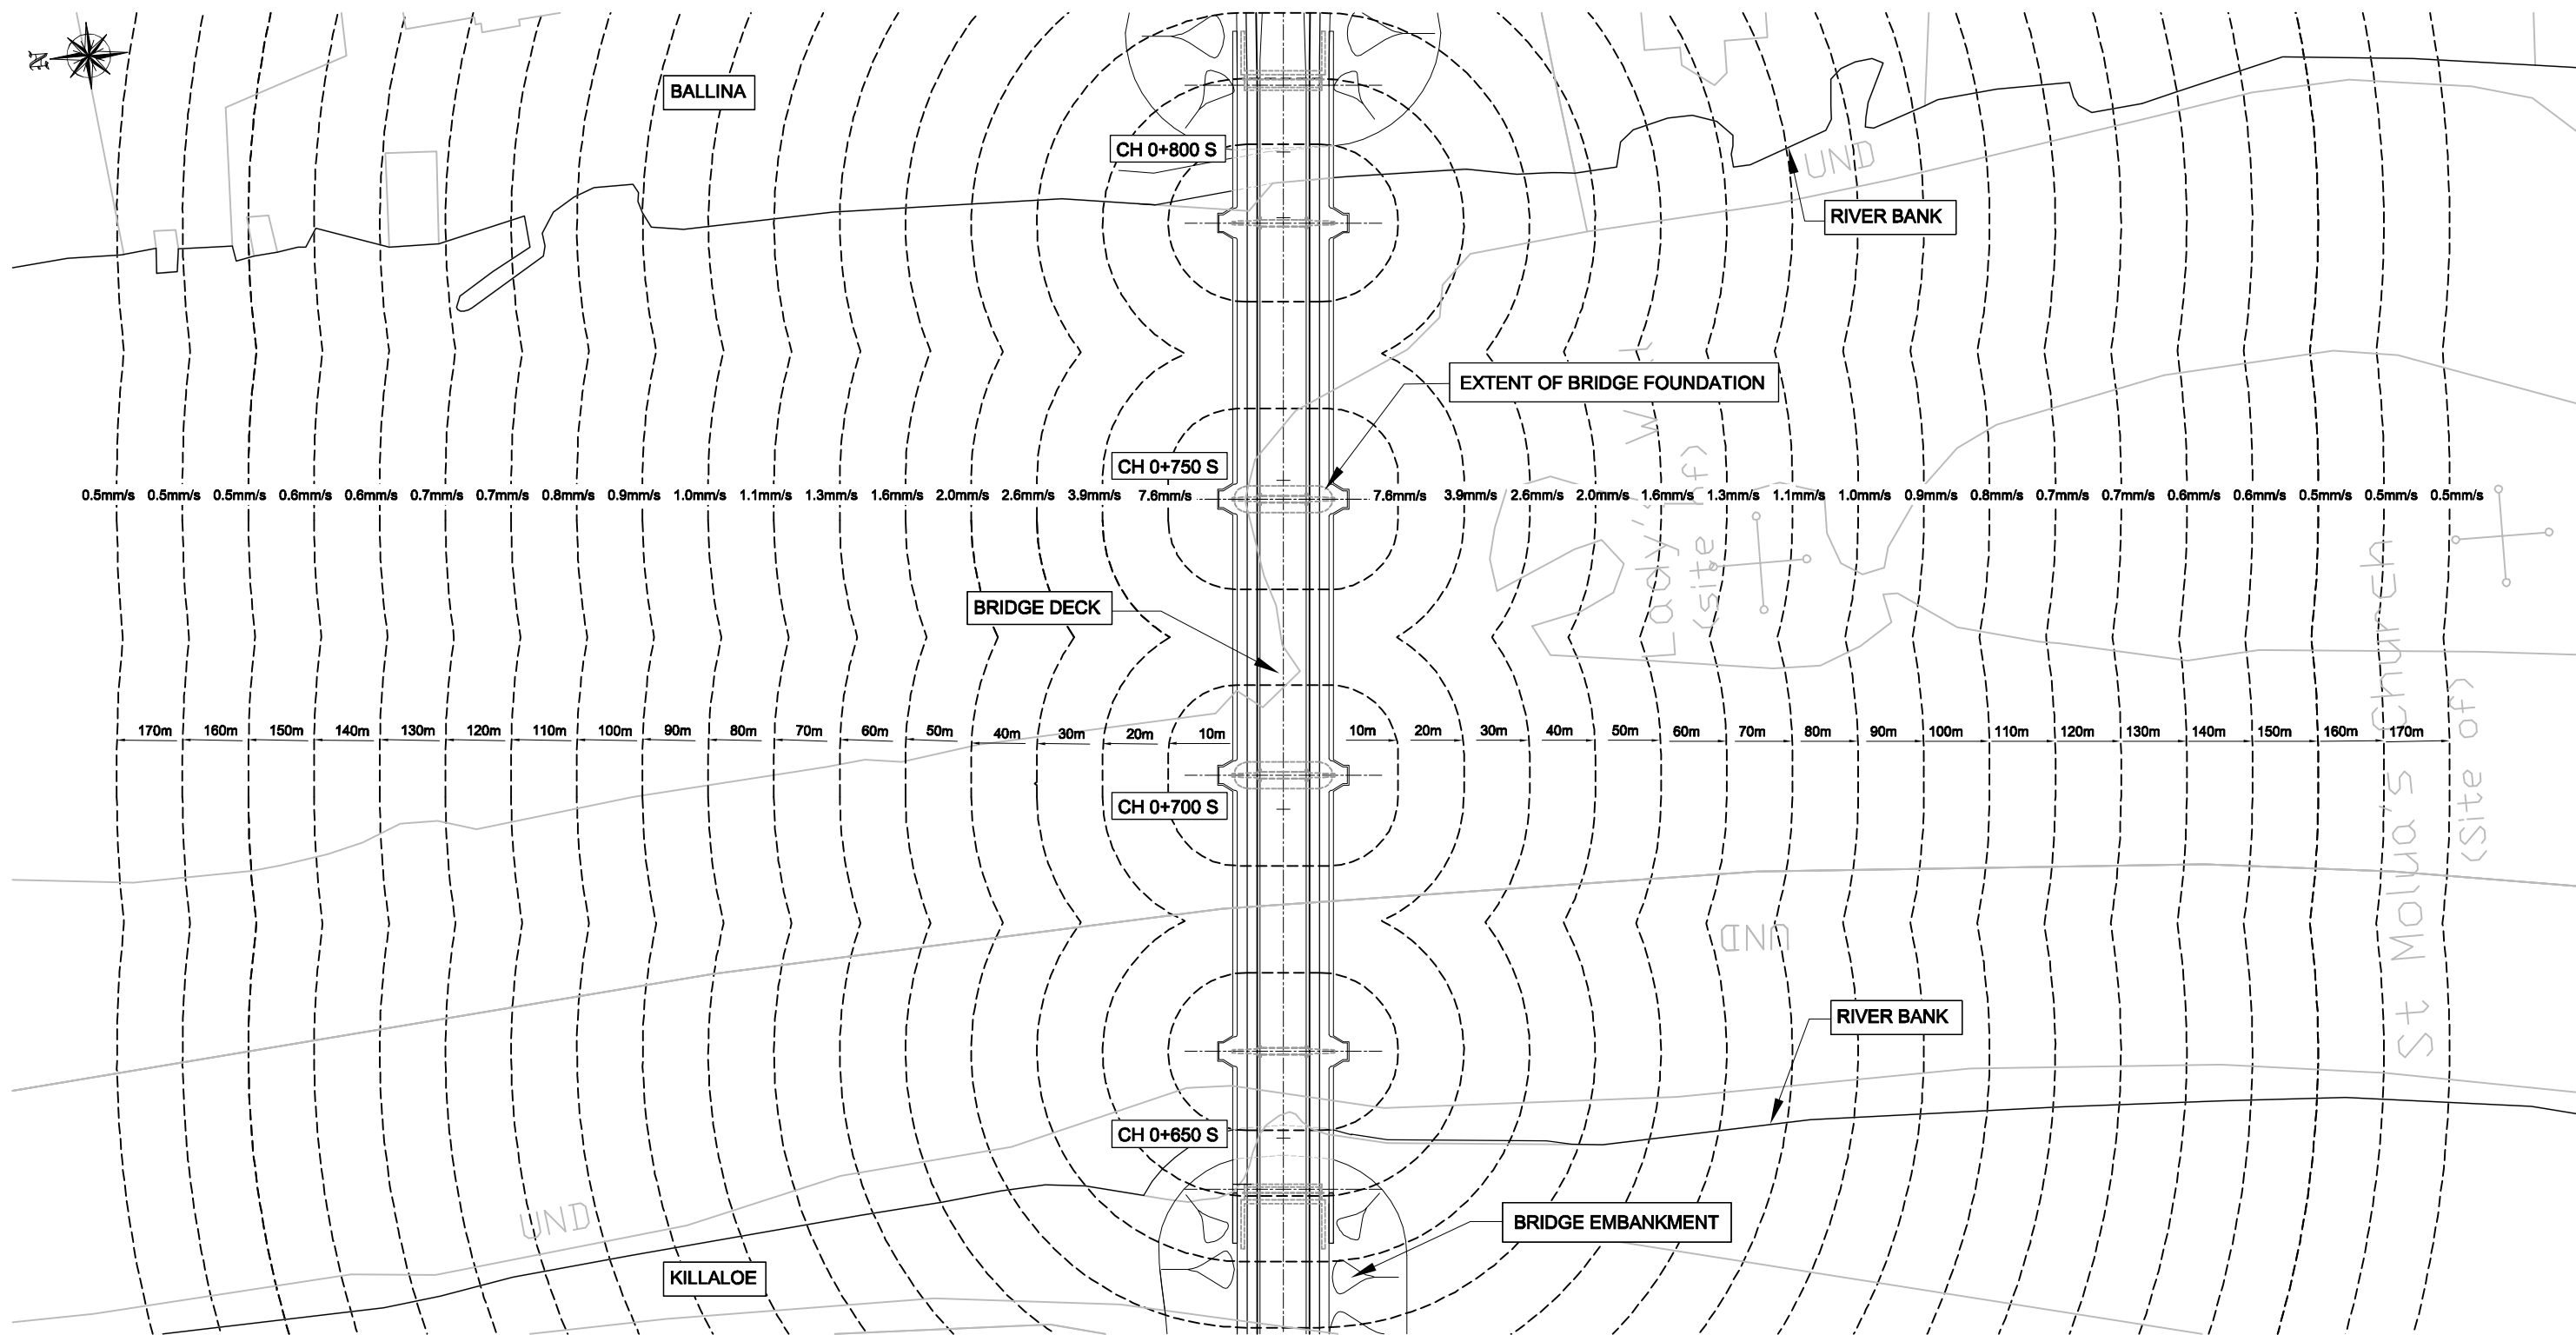 N
BALLINA
CH 0+800 S
UND
RIVER BANK
EXTENT OF BRIDGE FOUNDATION
CH 0+750 S
0.5mm/s 0.5mm/s 0.5mm/s 0.6mm/s 0.6mm/s 0.7mm/s 0.7mm/s 0.8mm/s 0.9mm/s 1.0mm/s 1.1mm/s 1.3mm/s 1.6mm/s 2.0mm/s 2.6mm/s 3.9mm/s 7.6mm/s 7.6mm/s 3.9mm/s 2.6mm/s 2.0mm/s 1.6mm/s 1.3mm/s 1.1mm/s 1.0mm/s 0.9mm/s 0.8mm/s 0.7mm/s 0.7mm/s 0.6mm/s 0.6mm/s 0.5mm/s 0.5mm/s 0.5mm/s
Lady's
(site of)
BRIDGE DECK
170m 160m 150m 140m 130m 120m 110m 100m 90m 80m 70m 60m 50m 40m 30m 20m 10m 10m 20m 30m 40m 50m 60m 70m 80m 90m 100m 110m 120m 130m 140m 150m 160m 170m
CH 0+700 S
St Molua's Church
(Site of)
UND
RIVER BANK
CH 0+650 S
UND
BRIDGE EMBANKMENT
KILLALOE